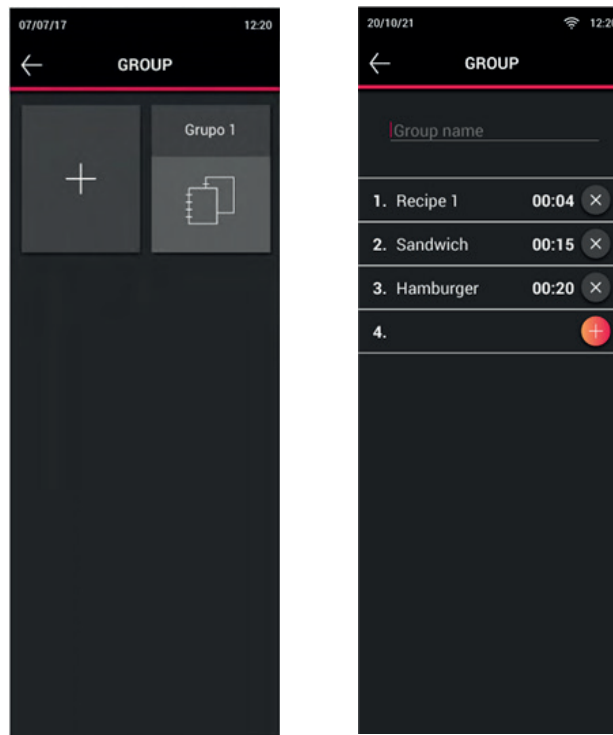 07/07/17 12:20
GROUP
Grupo 1
20/10/21 12:20
GROUP
Group name
1. Recipe 1 00:04
2. Sandwich 00:15
3. Hamburger 00:20
4.